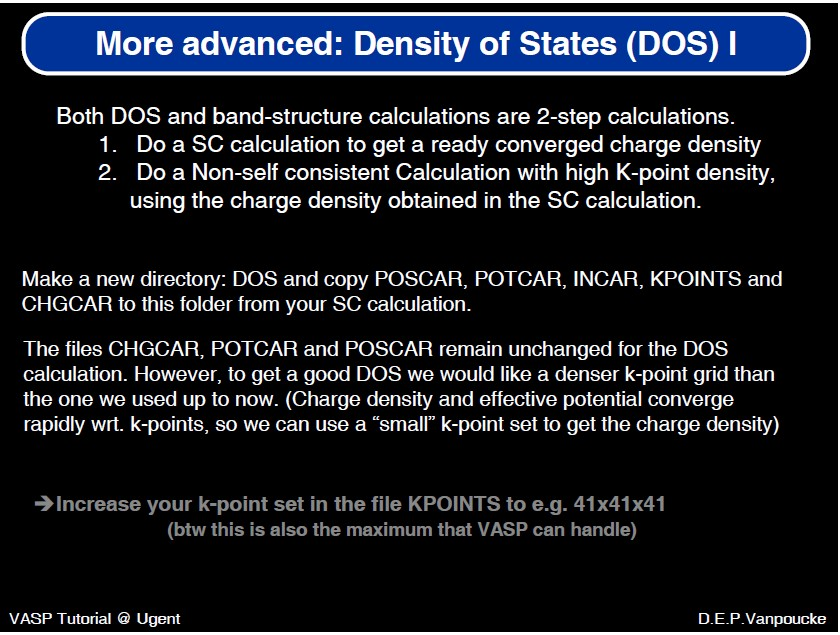 More advanced: Density of States (DOS) I
Both DOS and band-structure calculations are 2-step calculations.
1. Do a SC calculation to get a ready converged charge density
2. Do a Non-self consistent Calculation with high K-point density,
using the charge density obtained in the SC calculation.
Make a new directory: DOS and copy POSCAR, POTCAR, INCAR, KPOINTS and
CHGCAR to this folder from your SC calculation.
The files CHGCAR, POTCAR and POSCAR remain unchanged for the DOS
calculation. However, to get a good DOS we would like a denser k-point grid than
the one we used up to now. (Charge density and effective potential converge
rapidly wrt. k-points, so we can use a “small” k-point set to get the charge density)
➔Increase your k-point set in the file KPOINTS to e.g. 41x41x41
(btw this is also the maximum that VASP can handle)
VASP Tutorial @ Ugent
D.E.P.Vanpoucke